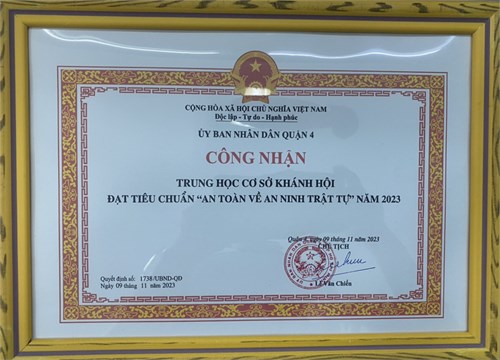 CỘNG HÒA XÃ HỘI CHỦ NGHĨA VIỆT NAM
Độc lập - Tự do - Hạnh phúc
ỦY BAN NHÂN DÂN QUẬN 4
CÔNG NHẬN
TRUNG HỌC CƠ SỞ KHÁNH HỘI
ĐẠT TIÊU CHUẨN “AN TOÀN VỀ AN NINH TRẬT TỰ” NĂM 2023
Quận 4, ngày 09 tháng 11 năm 2023
CHỦ TỊCH
Quyết định số: 1738/UBND-QĐ
Ngày 09 tháng 11 năm 2023
Lê Văn Chiến